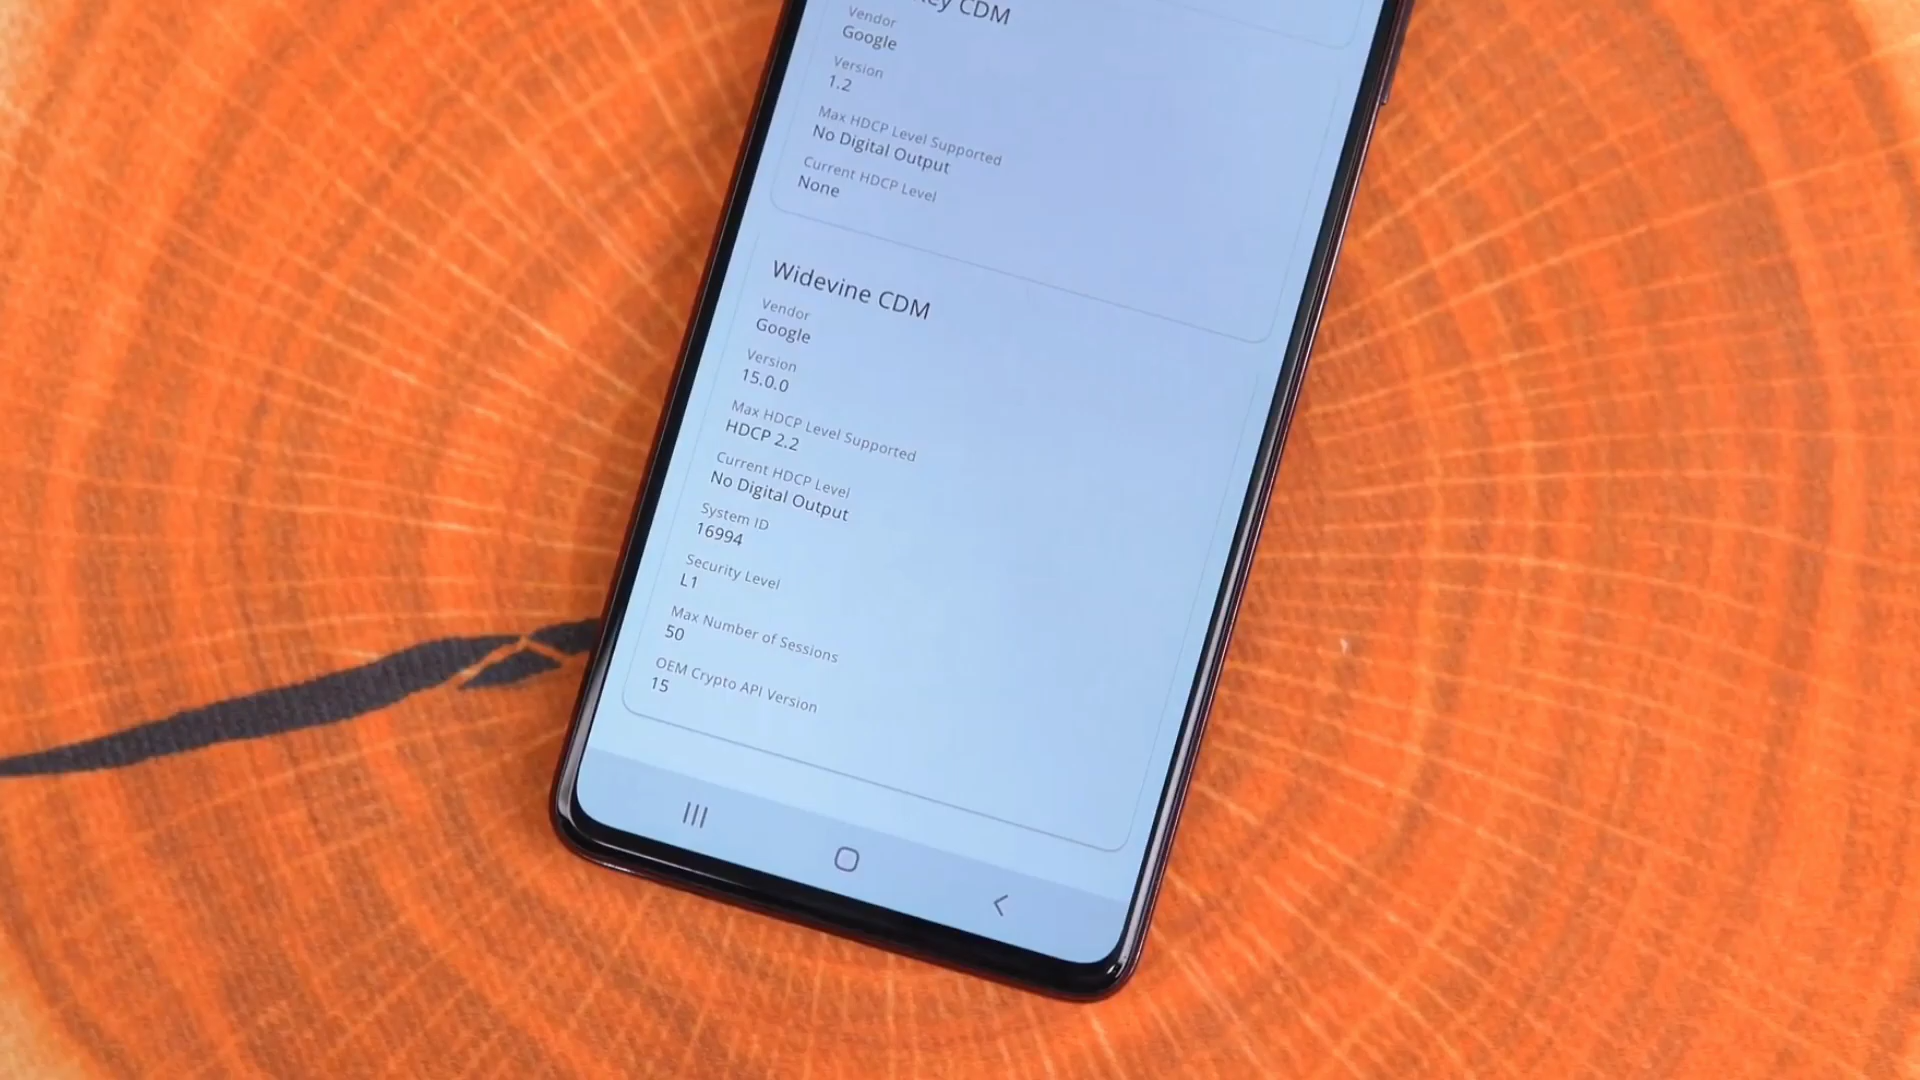 CDM
Vendor
Google
Version
1.2
Max HDCP Level Supported
No Digital Output
Current HDCP Level
None
Widevine CDM
Vendor
Google
Version
15.0.0
Max HDCP Level Supported
HDCP 2.2
Current HDCP Level
No Digital Output
System ID
16994
Security Level
L1
Max Number of Sessions
50
OEM Crypto API Version
15